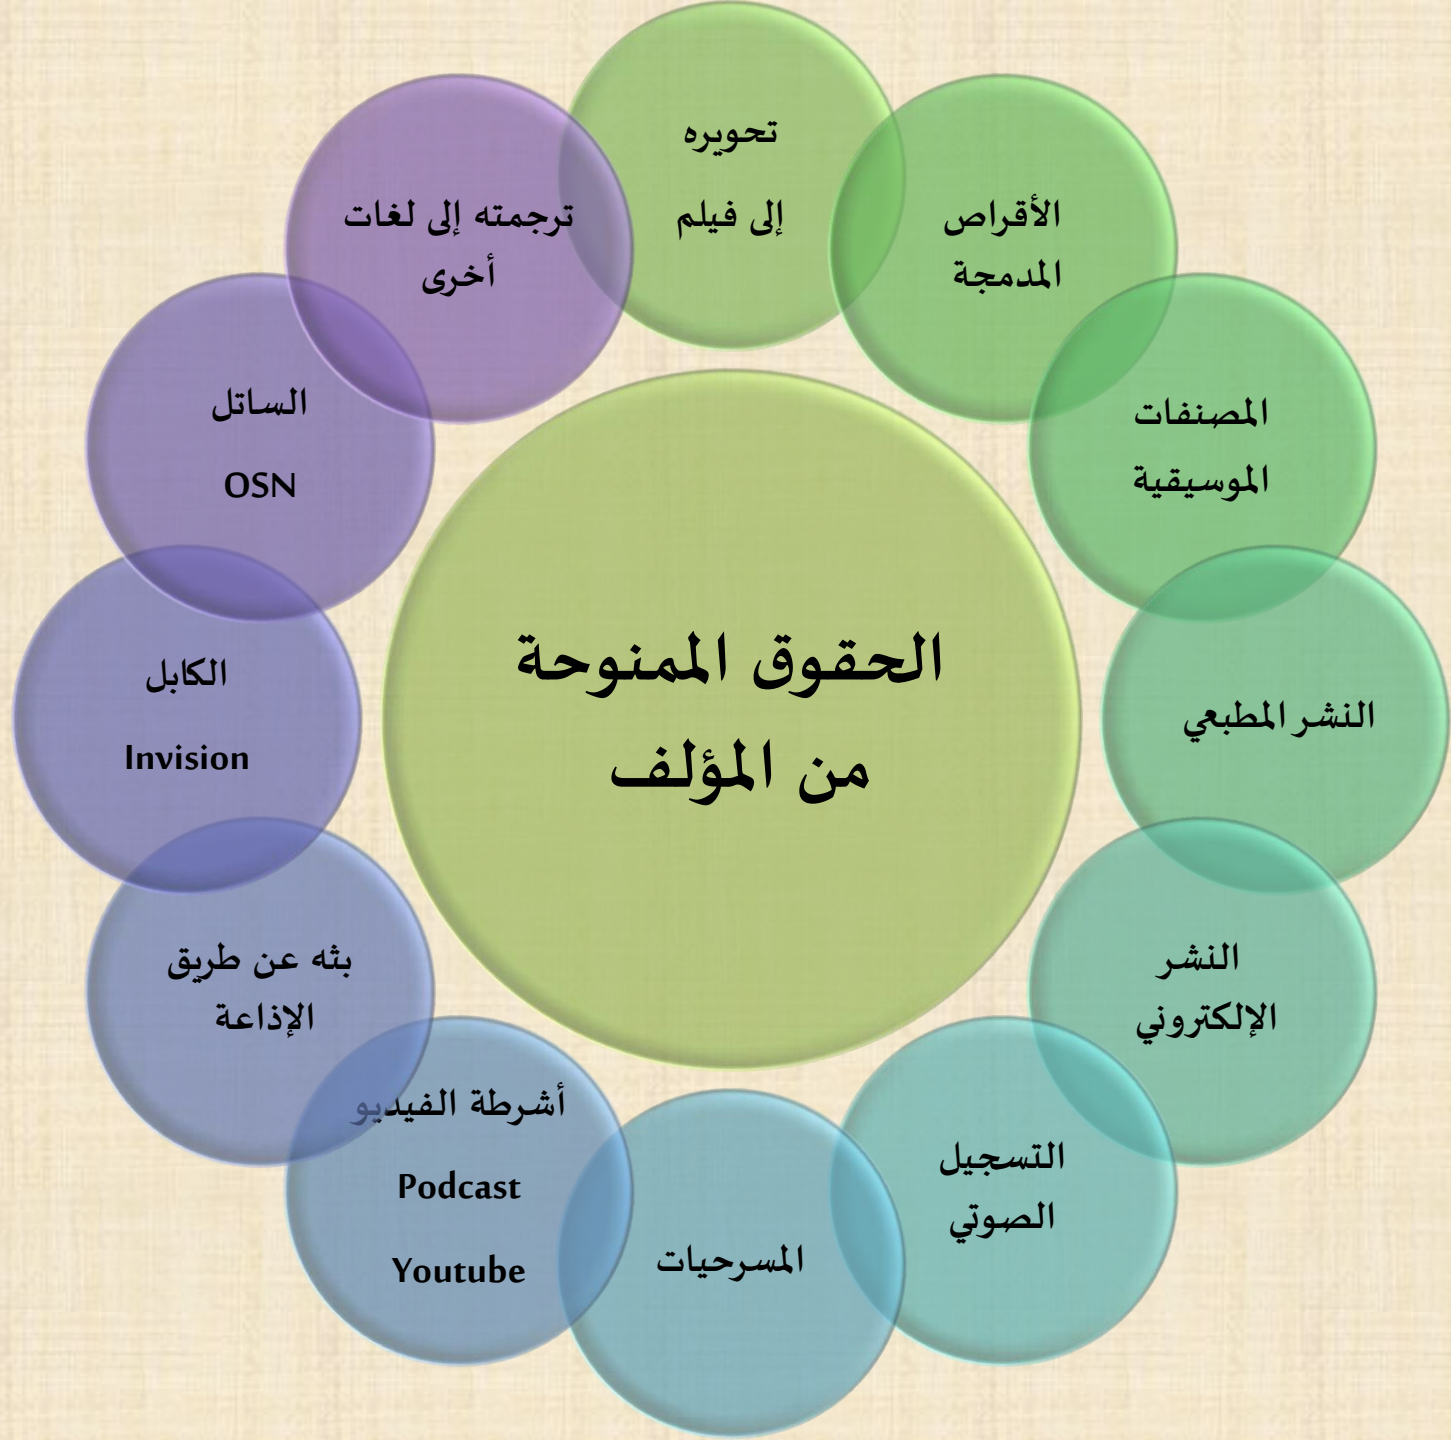 تحويره
إلى فيلم
الأقراص
المدمجة
المصنفات
الموسيقية
النشر المطبعي
النشر
الإلكتروني
التسجيل
الصوتي
المسرحيات
أشرطة الفيديو
Podcast
Youtube
بثه عن طريق
الإذاعة
الكابل
Invision
الساتل
OSN
ترجمته إلى لغات
أخرى
الحقوق الممنوحة
من المؤلف